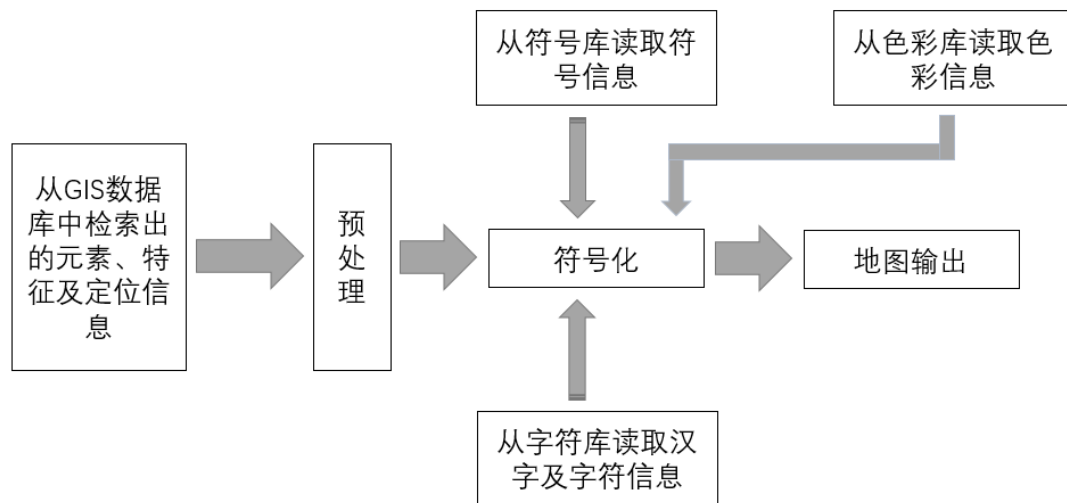 从符号库读取符
号信息
从色彩库读取色
彩信息
从GIS数据
库中检索出
的元素、特
征及定位信
息
预
处
理
符号化
地图输出
从字符库读取汉
字及字符信息